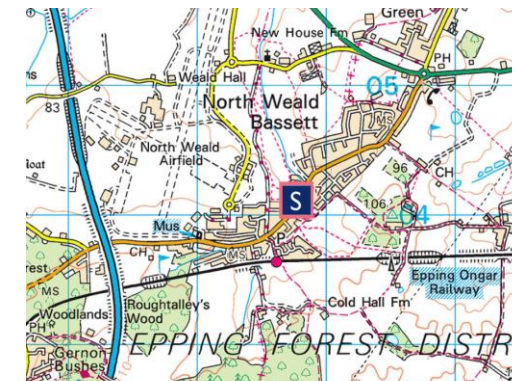 Green
New House Fm
PH
Weald Hall
05
83
North Weald
Bassett
MS
North Weald
Airfield
96
CH
S
106
04
Mus
CH
MS
Epping Ongar
Railway
MS
Roughtalley's
Wood
Cold Hall Fm
Woodlands
PH
EPPING FOREST DISTR
Gernon
Bushes